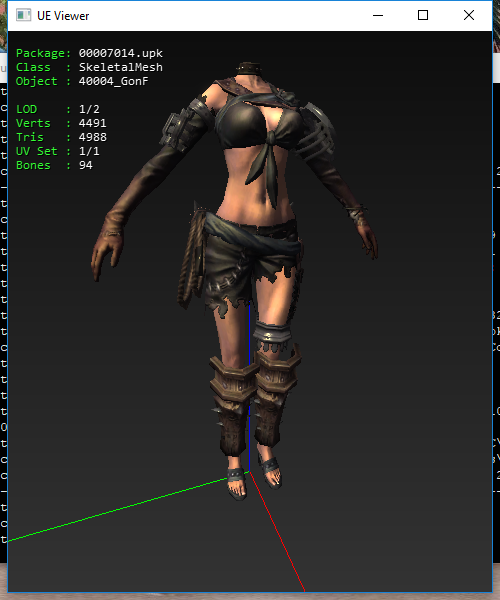 UE Viewer
Package: 00007014.upk
Class : SkeletalMesh
Object : 40004_GonF
LOD : 1/2
Verts : 4491
Tris : 4988
UV Set : 1/1
Bones : 94